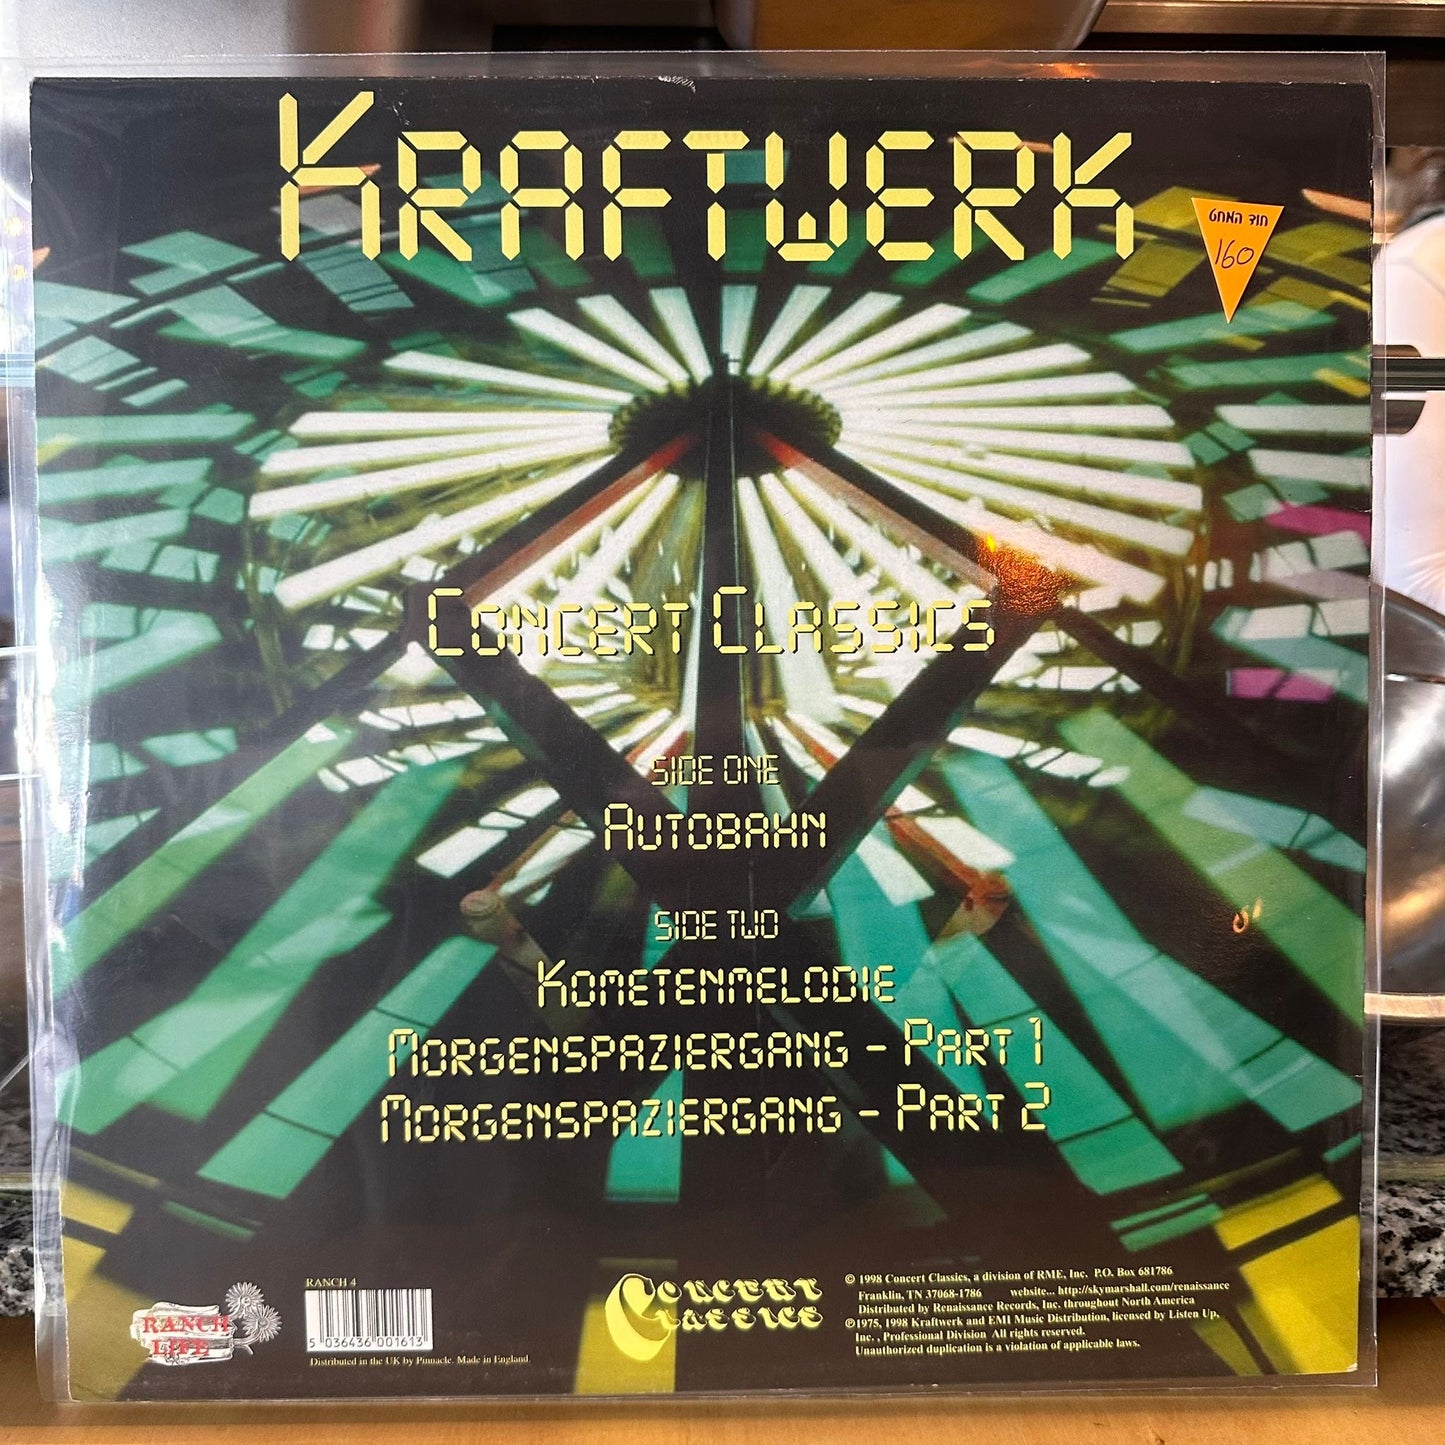 KRAFTWERK
חוד המחט
160
CONCERT CLASSICS
SIDE ONE
AUTOBAHN
SIDE TWO
KOMETENMELODIE
MORGENSPAZIERGANG - PART 1
MORGENSPAZIERGANG - PART 2
RANCH LIFE
RANCH 4
5 036436 001613
Distributed in the UK by Pinnacle. Made in England.
CONCERT CLASSICS
© 1998 Concert Classics, a division of RME, Inc. P.O. Box 681786
Franklin, TN 37068-1786 website... http://skymarshall.com/renaissance
Distributed by Renaissance Records, Inc. throughout North America
℗1975, 1998 Kraftwerk and EMI Music Distribution, licensed by Listen Up,
Inc. , Professional Division All rights reserved.
Unauthorized duplication is a violation of applicable laws.